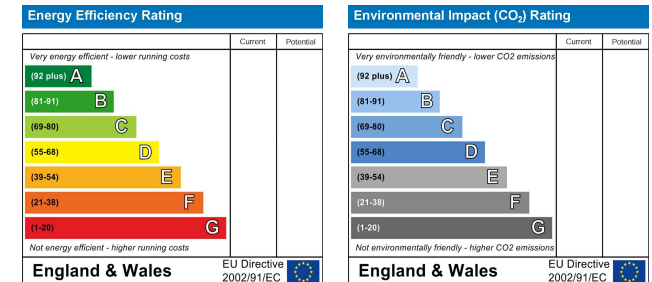 Energy Efficiency Rating
Current Potential
Very energy efficient - lower running costs
(92 plus) A
(81-91) B
(69-80) C
(55-68) D
(39-54) E
(21-38) F
(1-20) G
Not energy efficient - higher running costs
England & Wales
EU Directive
2002/91/EC
Environmental Impact (CO₂) Rating
Current Potential
Very environmentally friendly - lower CO2 emissions
(92 plus) A
(81-91) B
(69-80) C
(55-68) D
(39-54) E
(21-38) F
(1-20) G
Not environmentally friendly - higher CO2 emissions
England & Wales
EU Directive
2002/91/EC